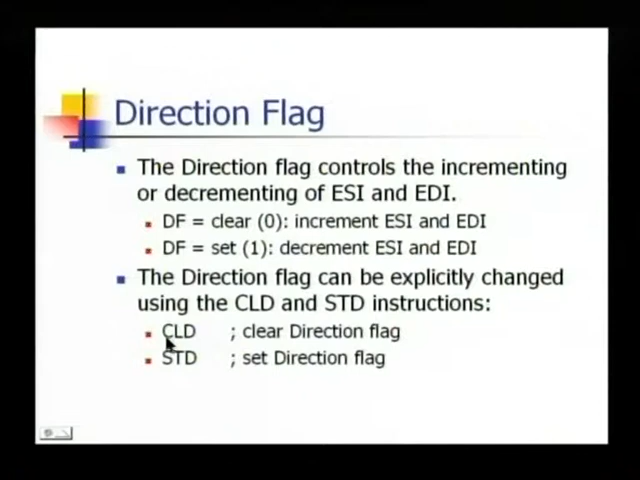 Direction Flag
The Direction flag controls the incrementing
or decrementing of ESI and EDI.
DF = clear (0): increment ESI and EDI
DF = set (1): decrement ESI and EDI
The Direction flag can be explicitly changed
using the CLD and STD instructions:
CLD ; clear Direction flag
STD ; set Direction flag